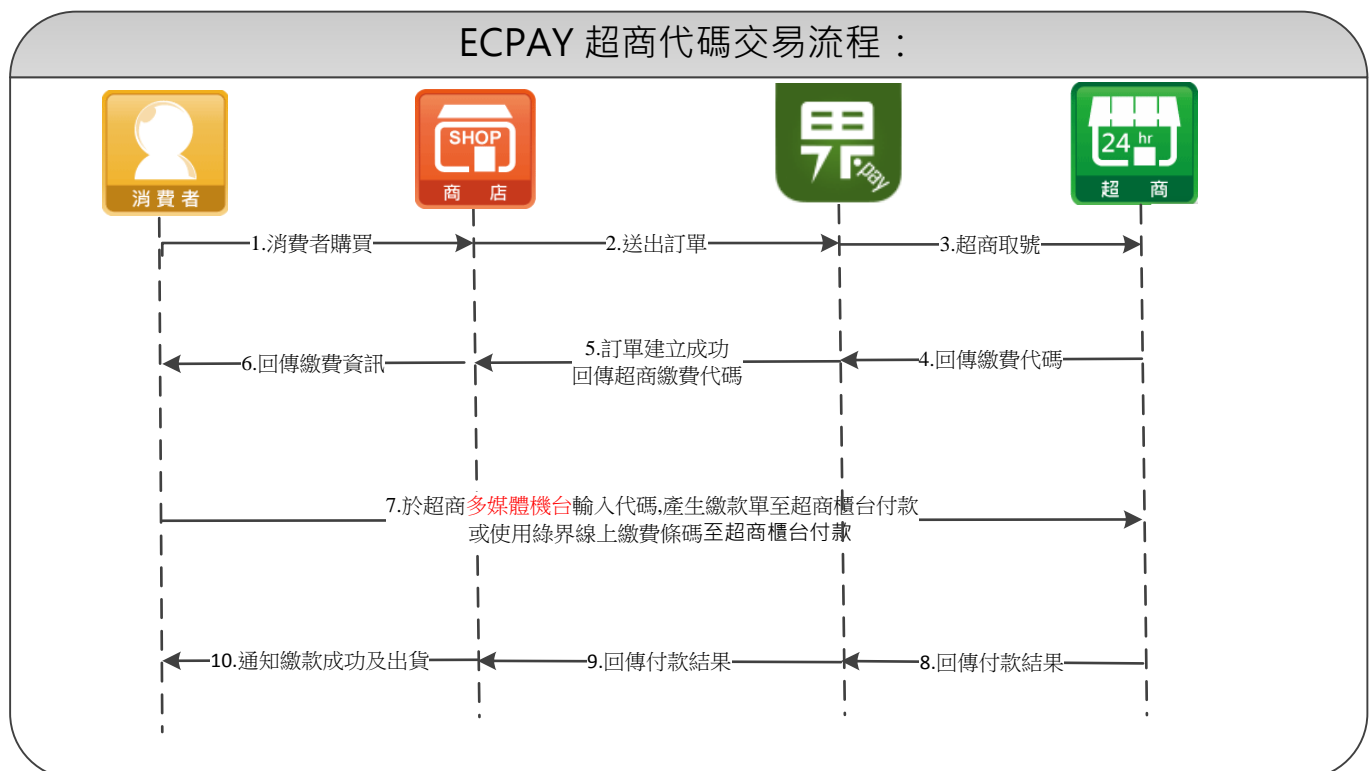 ECPAY 超商代碼交易流程：
消費者
SHOP
商 店
界
pay
24 hr
超 商
1.消費者購買
2.送出訂單
3.超商取號
6.回傳繳費資訊
5.訂單建立成功
回傳超商繳費代碼
4.回傳繳費代碼
7.於超商多媒體機台輸入代碼,產生繳款單至超商櫃台付款
或使用綠界線上繳費條碼至超商櫃台付款
10.通知繳款成功及出貨
9.回傳付款結果
8.回傳付款結果